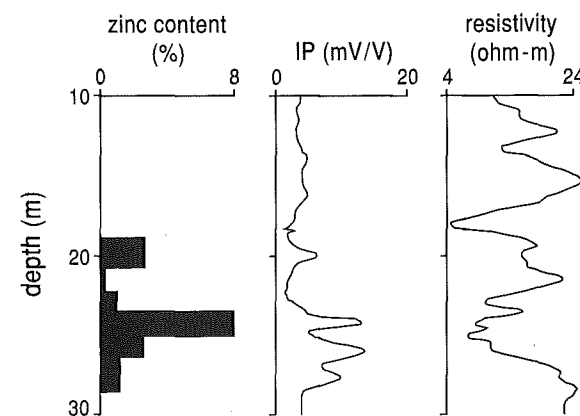 zinc content
(%)
0 8
IP (mV/V)
0 20
resistivity
(ohm-m)
4 24
depth (m)
10
20
30